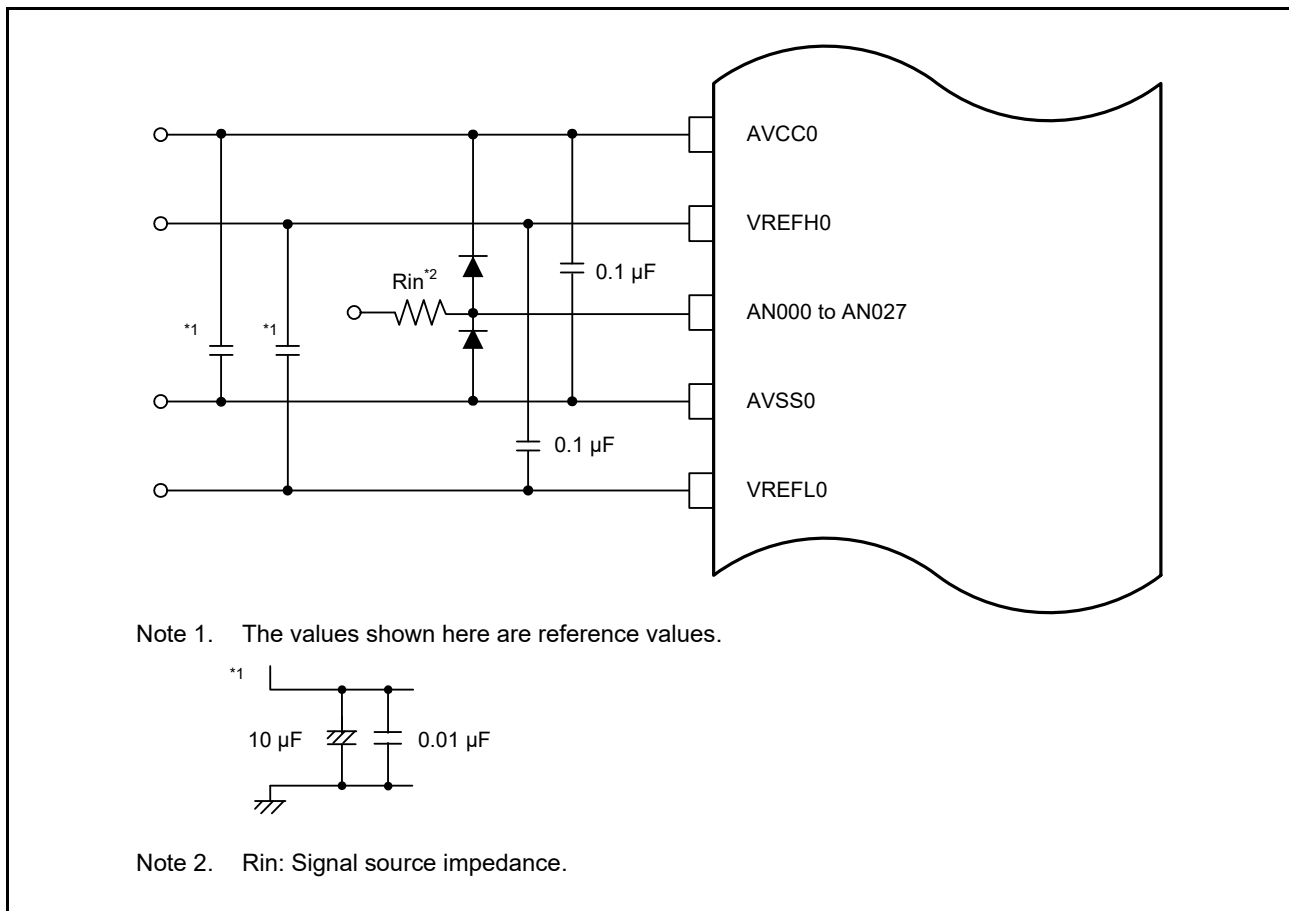 AVCC0
VREFH0
Rin*2
0.1 µF
AN000 to AN027
*1
*1
AVSS0
0.1 µF
VREFL0
Note 1. The values shown here are reference values.
*1
10 µF
0.01 µF
Note 2. Rin: Signal source impedance.